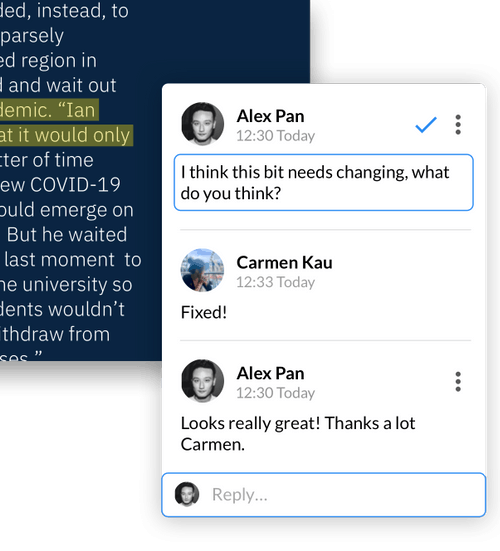 ded, instead, to
parsely
ed region in
d and wait out
demic. “Ian
at it would only
tter of time
ew COVID-19
ould emerge on
But he waited
last moment to
he university so
dents wouldn’t
ithdraw from
ses.”
Alex Pan
12:30 Today
I think this bit needs changing, what
do you think?
Carmen Kau
12:33 Today
Fixed!
Alex Pan
12:30 Today
Looks really great! Thanks a lot
Carmen.
Reply...